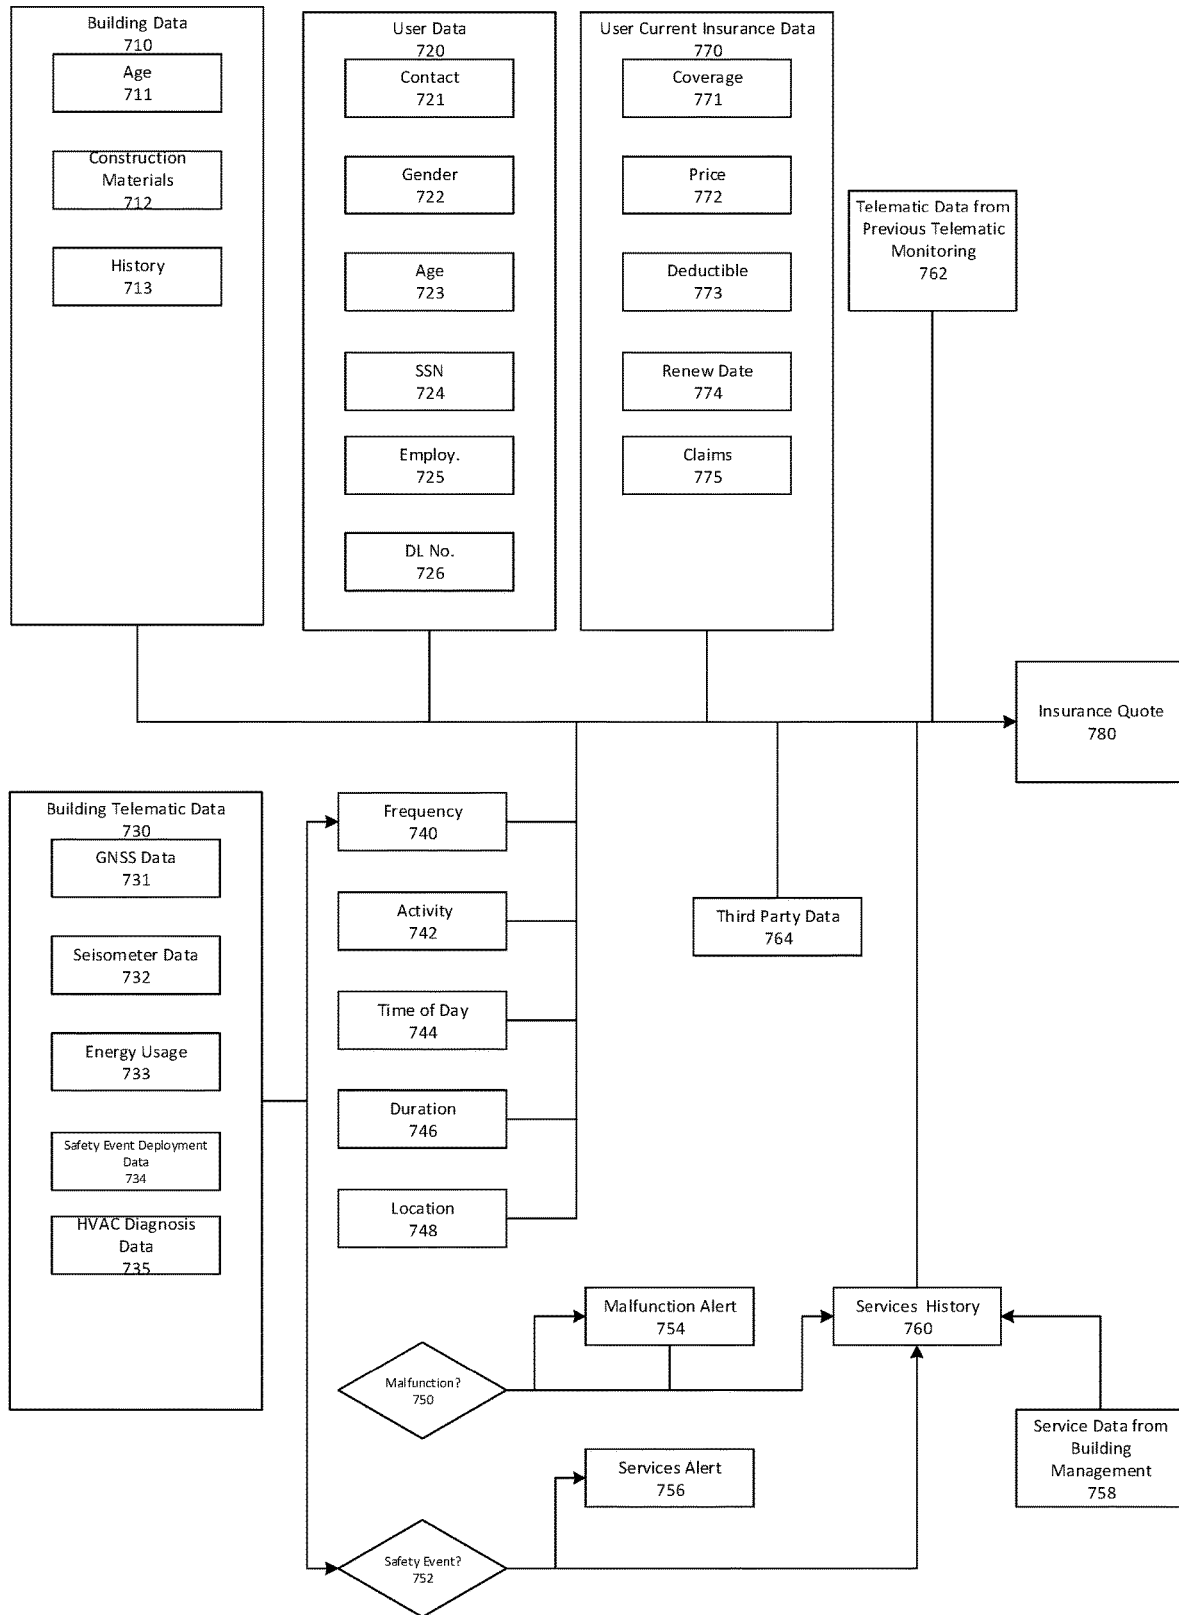 Building Data
710
Age
711
Construction
Materials
712
History
713
User Data
720
Contact
721
Gender
722
Age
723
SSN
724
Employ.
725
DL No.
726
User Current Insurance Data
770
Coverage
771
Price
772
Deductible
773
Renew Date
774
Claims
775
Telematic Data from
Previous Telematic
Monitoring
762
Insurance Quote
780
Building Telematic Data
730
GNSS Data
731
Seisometer Data
732
Energy Usage
733
Safety Event Deployment
Data
734
HVAC Diagnosis
Data
735
Frequency
740
Activity
742
Time of Day
744
Duration
746
Location
748
Third Party Data
764
Malfunction?
750
Malfunction Alert
754
Services History
760
Safety Event?
752
Services Alert
756
Service Data from
Building
Management
758